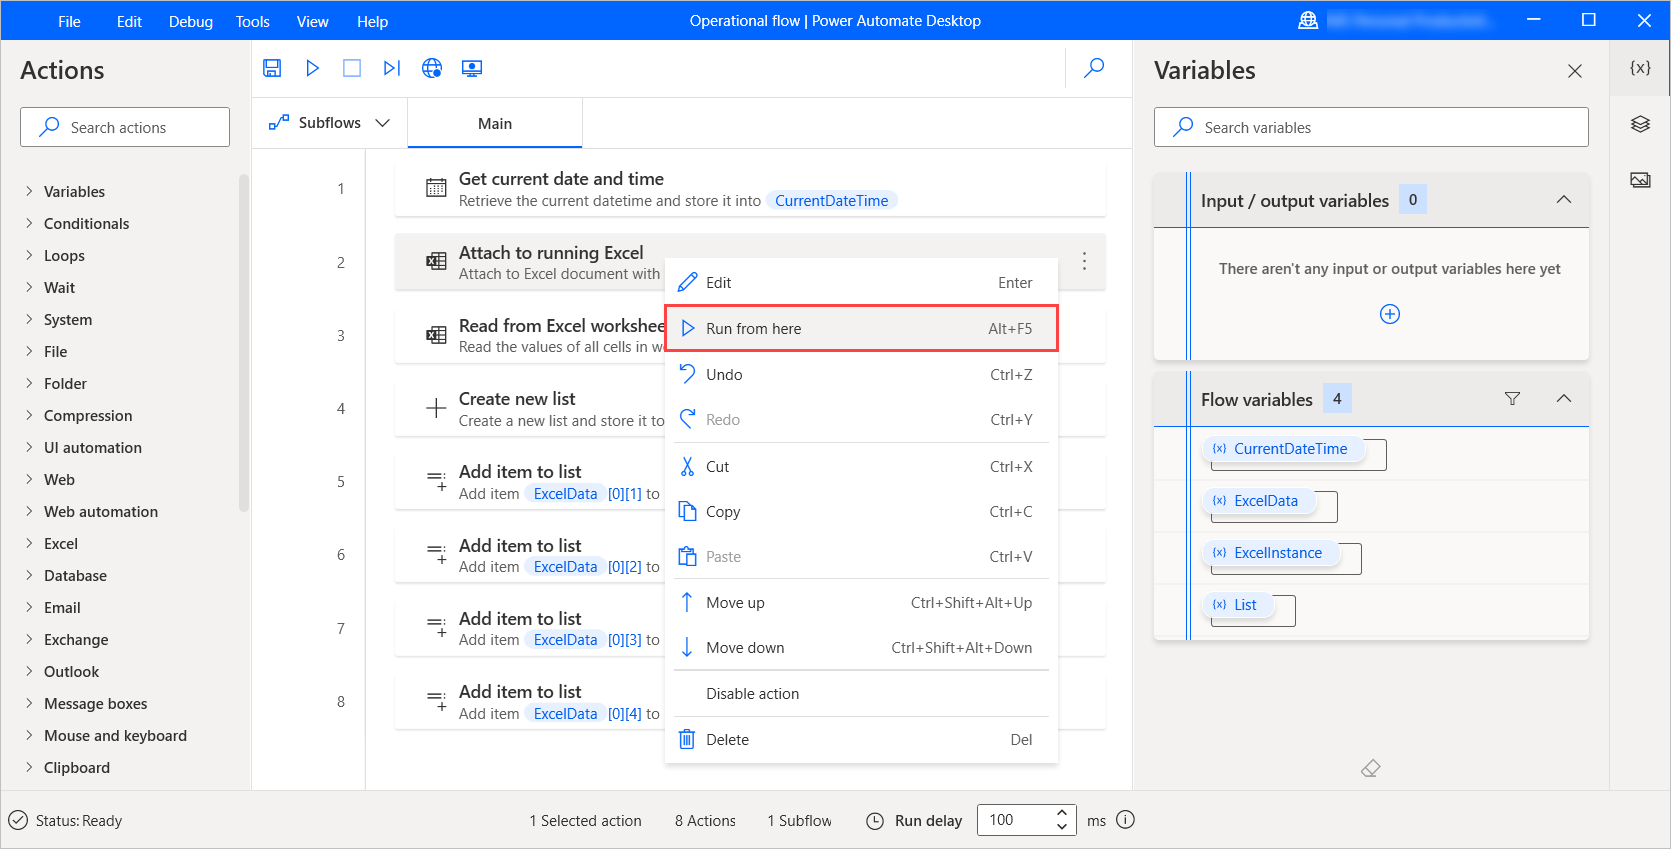 File Edit Debug Tools View Help
Operational flow | Power Automate Desktop
Actions
Search actions
Variables
Conditionals
Loops
Wait
System
File
Folder
Compression
UI automation
Web
Web automation
Excel
Database
Email
Exchange
Outlook
Message boxes
Mouse and keyboard
Clipboard
Subflows
Main
1
Get current date and time
Retrieve the current datetime and store it into CurrentDateTime
2
Attach to running Excel
Attach to Excel document with
3
Read from Excel workshee
Read the values of all cells in w
4
Create new list
Create a new list and store it to
5
Add item to list
Add item ExcelData [0][1] to
6
Add item to list
Add item ExcelData [0][2] to
7
Add item to list
Add item ExcelData [0][3] to
8
Add item to list
Add item ExcelData [0][4] to
Edit Enter
Run from here Alt+F5
Undo Ctrl+Z
Redo Ctrl+Y
Cut Ctrl+X
Copy Ctrl+C
Paste Ctrl+V
Move up Ctrl+Shift+Alt+Up
Move down Ctrl+Shift+Alt+Down
Disable action
Delete Del
Variables
{x}
Search variables
Input / output variables 0
There aren't any input or output variables here yet
Flow variables 4
(x) CurrentDateTime
(x) ExcelData
(x) ExcelInstance
(x) List
Status: Ready
1 Selected action
8 Actions
1 Subflow
Run delay 100 ms